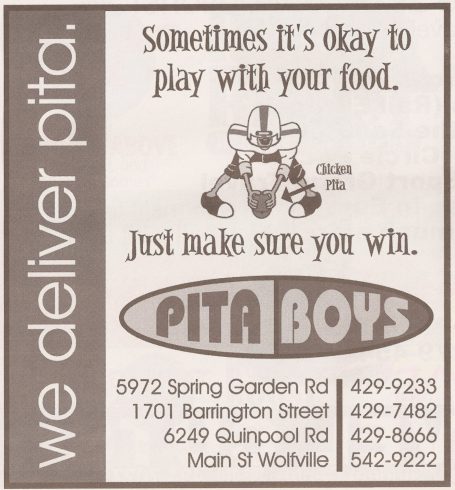 we deliver pita.
Sometimes it's okay to
play with your food.
Chicken
Pita
Just make sure you win.
PITA BOYS
5972 Spring Garden Rd 429-9233
1701 Barrington Street 429-7482
6249 Quinpool Rd 429-8666
Main St Wolfville 542-9222